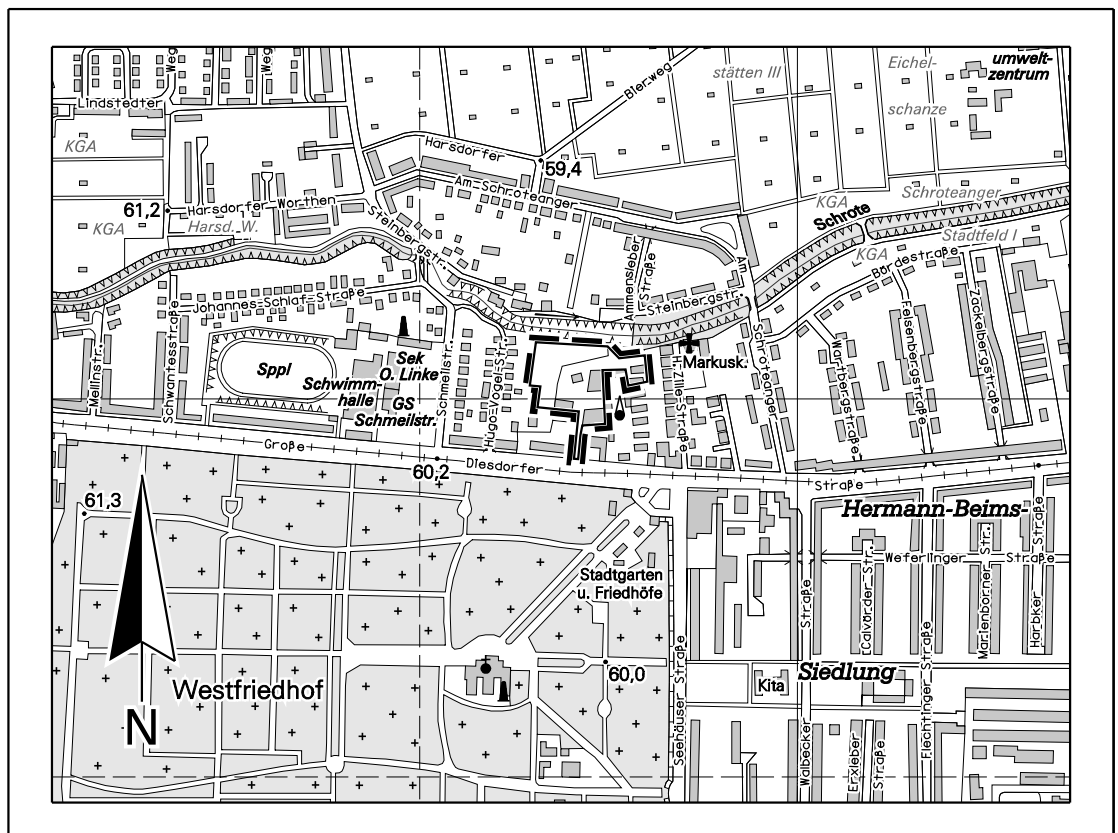 umwelt-
zentrum
Eichel-
schanze
stätten III
Weg
Weg
Lindstedter
Bierweg
KGA
Harsdorfer
59,4
Am-Schroteanger
61,2
Harsdorfer-Worthen
Harsd. W.
KGA
Steinbergstr.
KGA
Schrote
Schroteanger
Stadtfeld I
KGA
Bördestraße
Ammensleber
Straße
Steinbergstr.
Am
Schroteanger
Johannes-Schlaf-Straße
Mellinstr.
Schwantesstraße
Sppl
Sek
O. Linke
Schwimm-
halle
GS
Schmeilstr.
Schmeilstr.
Hugo-Vogel-Str.
Markusk.
H.Zille-Straße
Wartbergstraße
Felsenbergstraße
Zackelbergstraße
Große
Diesdorfer
Straße
60,2
61,3
Hermann-Beims-
Siedlung
Stadtgarten
u. Friedhöfe
Weferlinger
Straße
Calvörder Str.
Marienborner Str.
Harbker
Straße
60,0
Westfriedhof
N
Kita
Seehäuser Straße
Walbecker
Straße
Erxleber
Straße
Flechtinger Straße